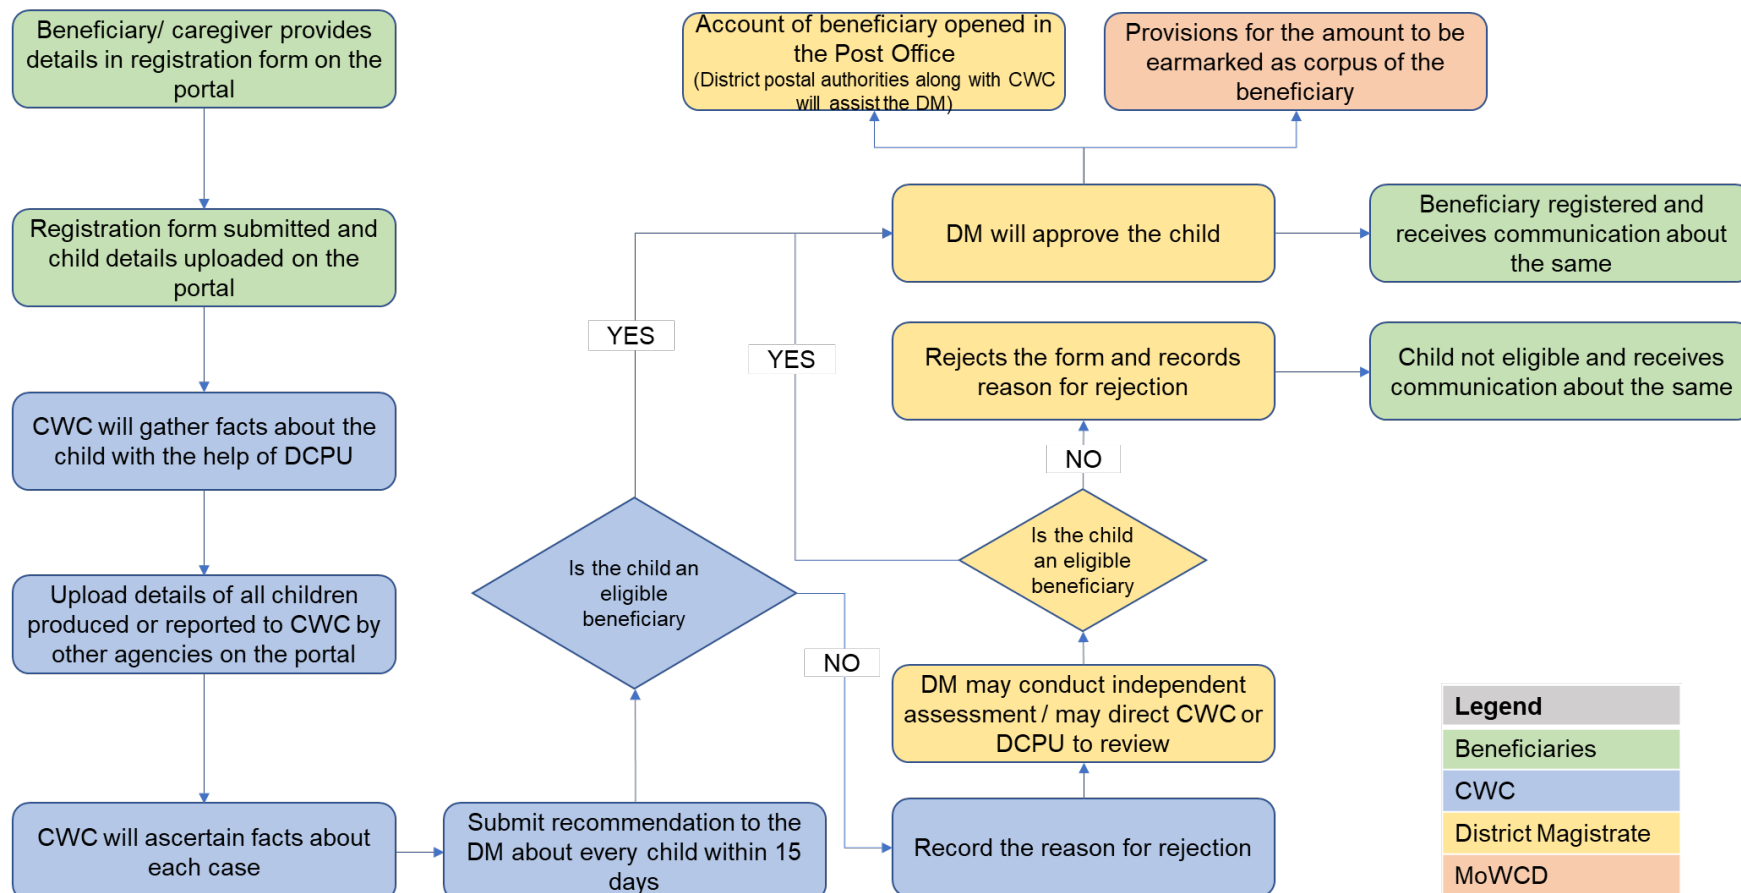 Beneficiary/ caregiver provides
details in registration form on the
portal
Registration form submitted and
child details uploaded on the
portal
CWC will gather facts about the
child with the help of DCPU
Upload details of all children
produced or reported to CWC by
other agencies on the portal
CWC will ascertain facts about
each case
Submit recommendation to the
DM about every child within 15
days
Is the child an
eligible
beneficiary
YES
NO
Record the reason for rejection
DM may conduct independent
assessment / may direct CWC or
DCPU to review
Is the child
an eligible
beneficiary
YES
NO
Rejects the form and records
reason for rejection
Child not eligible and receives
communication about the same
DM will approve the child
Beneficiary registered and
receives communication about
the same
Account of beneficiary opened in
the Post Office
(District postal authorities along with CWC
will assist the DM)
Provisions for the amount to be
earmarked as corpus of the
beneficiary
Legend
Beneficiaries
CWC
District Magistrate
MoWCD